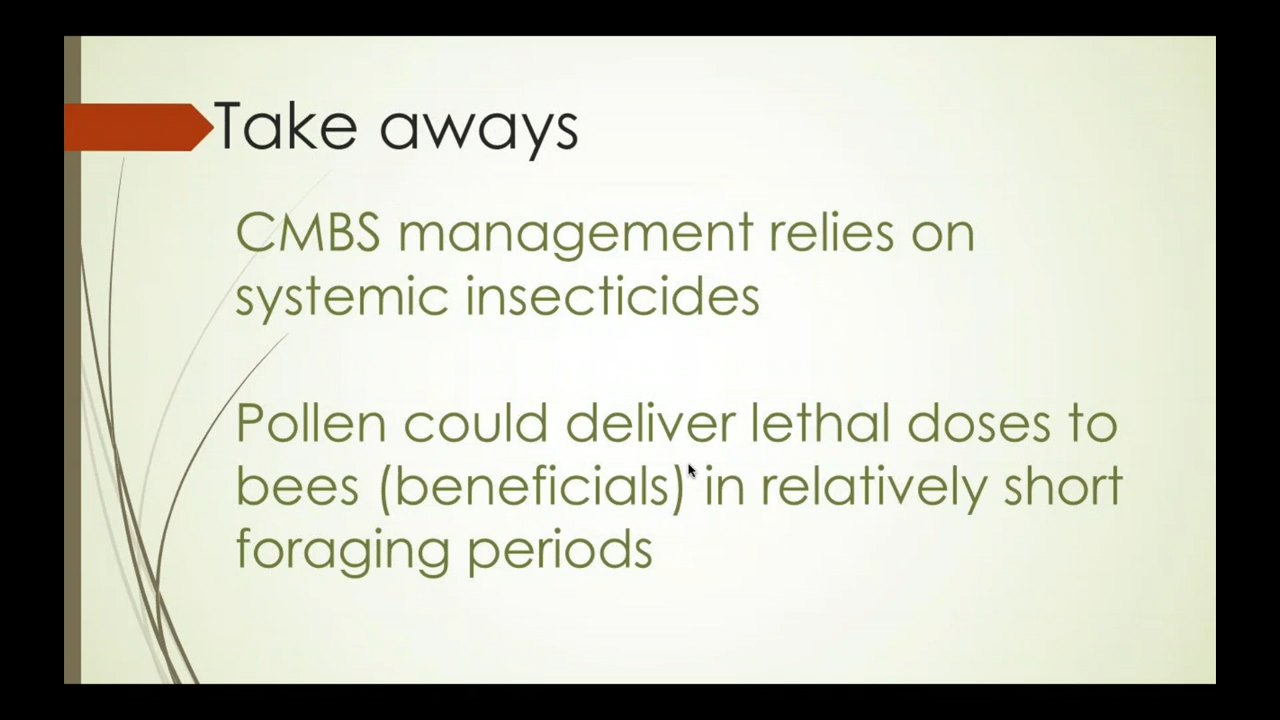 Take aways
CMBS management relies on
systemic insecticides
Pollen could deliver lethal doses to
bees (beneficials) in relatively short
foraging periods